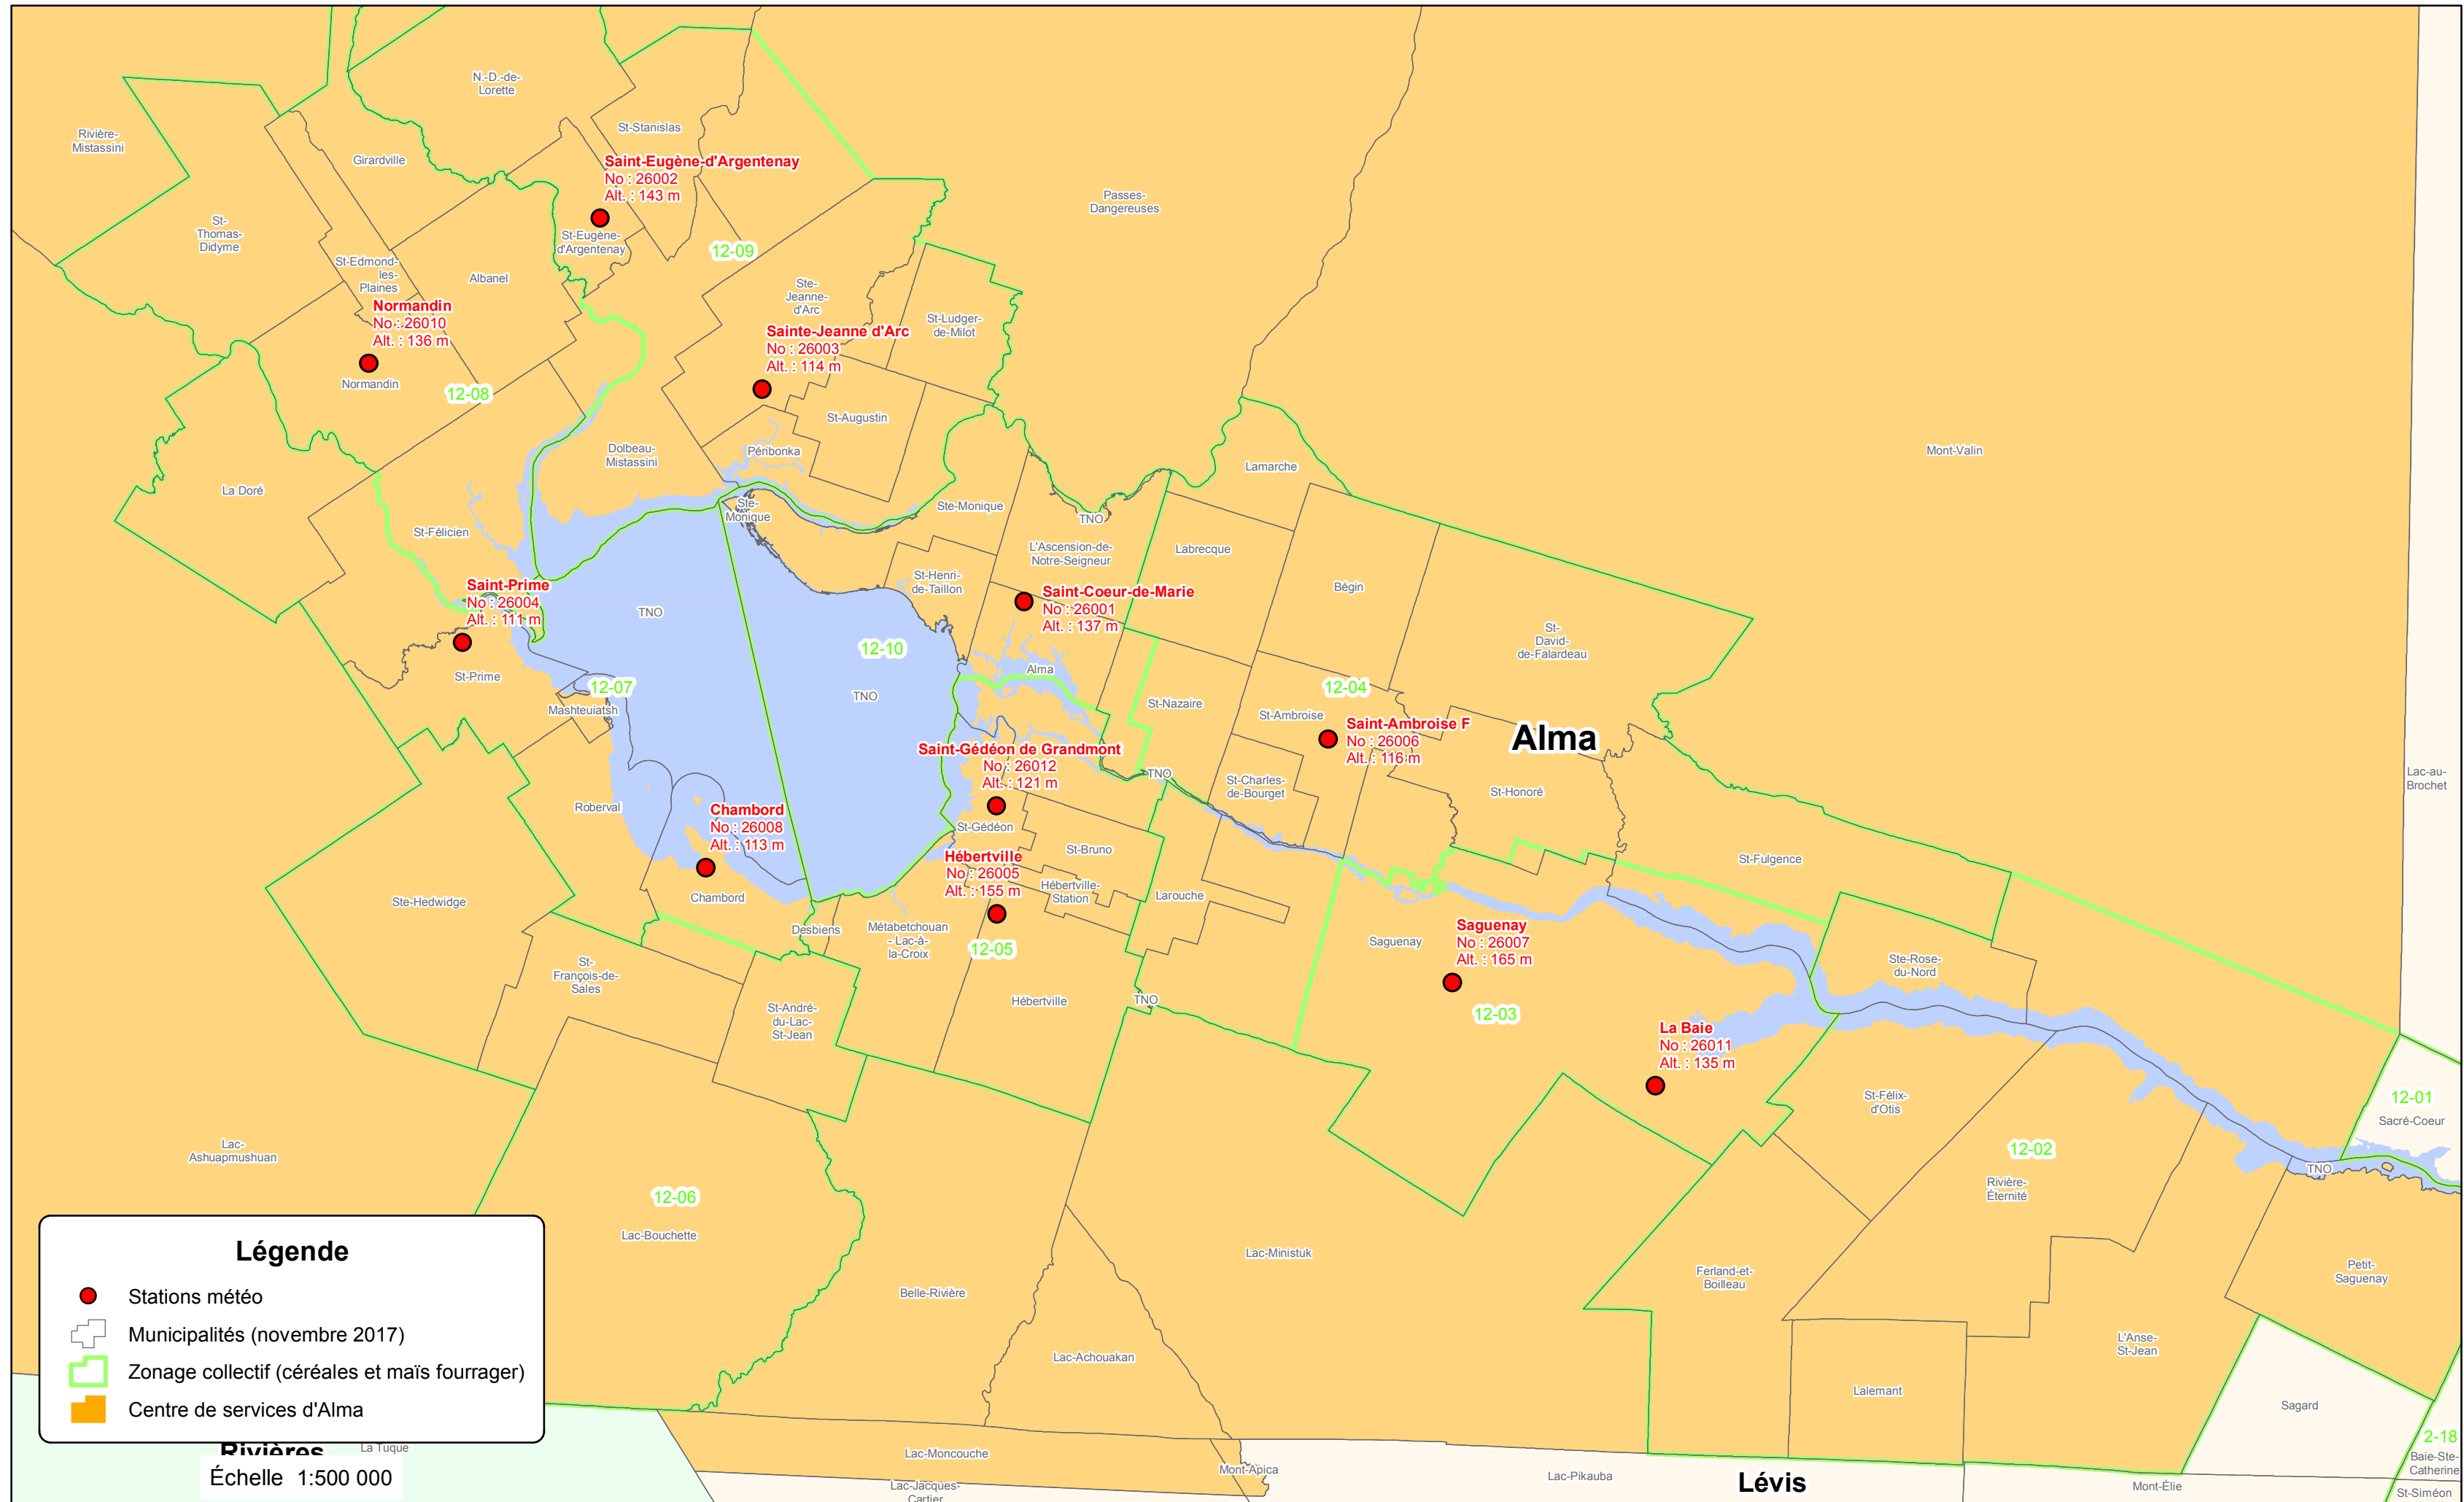 N.-D.-de-
Lorette
Rivière-
Mistassini
Girardville
St-Stanislas
Saint-Eugène-d'Argentenay
No : 26002
Alt. : 143 m
St-Eugène-
d'Argentenay
Passes-
Dangereuses
St-
Thomas-
Didyme
St-Edmond-
les-
Plaines
Albanel
12-09
Ste-
Jeanne-
d'Arc
Normandin
No : 26010
Alt. : 136 m
Normandin
St-Ludger-
de-Milot
Sainte-Jeanne d'Arc
No : 26003
Alt. : 114 m
12-08
St-Augustin
Péribonka
Dolbeau-
Mistassini
Mont-Valin
Lamarche
La Doré
Ste-
Monique
Ste-Monique
TNO
St-Félicien
L'Ascension-de-
Notre-Seigneur
Labrecque
St-Henri-
de-Taillon
Bégin
Saint-Prime
No : 26004
Alt. : 111 m
TNO
Saint-Coeur-de-Marie
No : 26001
Alt. : 137 m
St-
David-
de-Falardeau
12-10
St-Prime
Alma
12-07
TNO
12-04
Mashteuiatsh
St-Nazaire
St-Ambroise
Saint-Ambroise F
No : 26006
Alt. : 116 m
Alma
Saint-Gédéon de Grandmont
No : 26012
Alt. : 121 m
TNO
St-Charles-
de-Bourget
St-Honoré
Lac-au-
Brochet
Roberval
Chambord
No : 26008
Alt. : 113 m
St-Gédéon
St-Bruno
St-Fulgence
Hébertville
No : 26005
Alt. : 155 m
Hébertville-
Station
Larouche
Ste-Hedwidge
Chambord
Desbiens
Métabetchouan
- Lac-à-
la-Croix
12-05
Saguenay
Saguenay
No : 26007
Alt. : 165 m
Ste-Rose-
du-Nord
St-
François-de-
Sales
St-André-
du-Lac-
St-Jean
Hébertville
TNO
12-03
La Baie
No : 26011
Alt. : 135 m
St-Félix-
d'Otis
12-01
Sacré-Coeur
Lac-
Ashuapmushuan
12-02
TNO
Rivière-
Éternité
12-06
Lac-Bouchette
Lac-Ministuk
Ferland-et-
Boilleau
Petit-
Saguenay
Belle-Rivière
L'Anse-
St-Jean
Lac-Achouakan
Lalemant
Sagard
Légende
Stations météo
Municipalités (novembre 2017)
Zonage collectif (céréales et maïs fourrager)
Centre de services d'Alma
Rivières
La Tuque
Échelle 1:500 000
Lac-Moncouche
Mont-Apica
Lac-Jacques-
Cartier
Lac-Pikauba
Lévis
Mont-Élie
2-18
Baie-Ste-
Catherine
St-Siméon